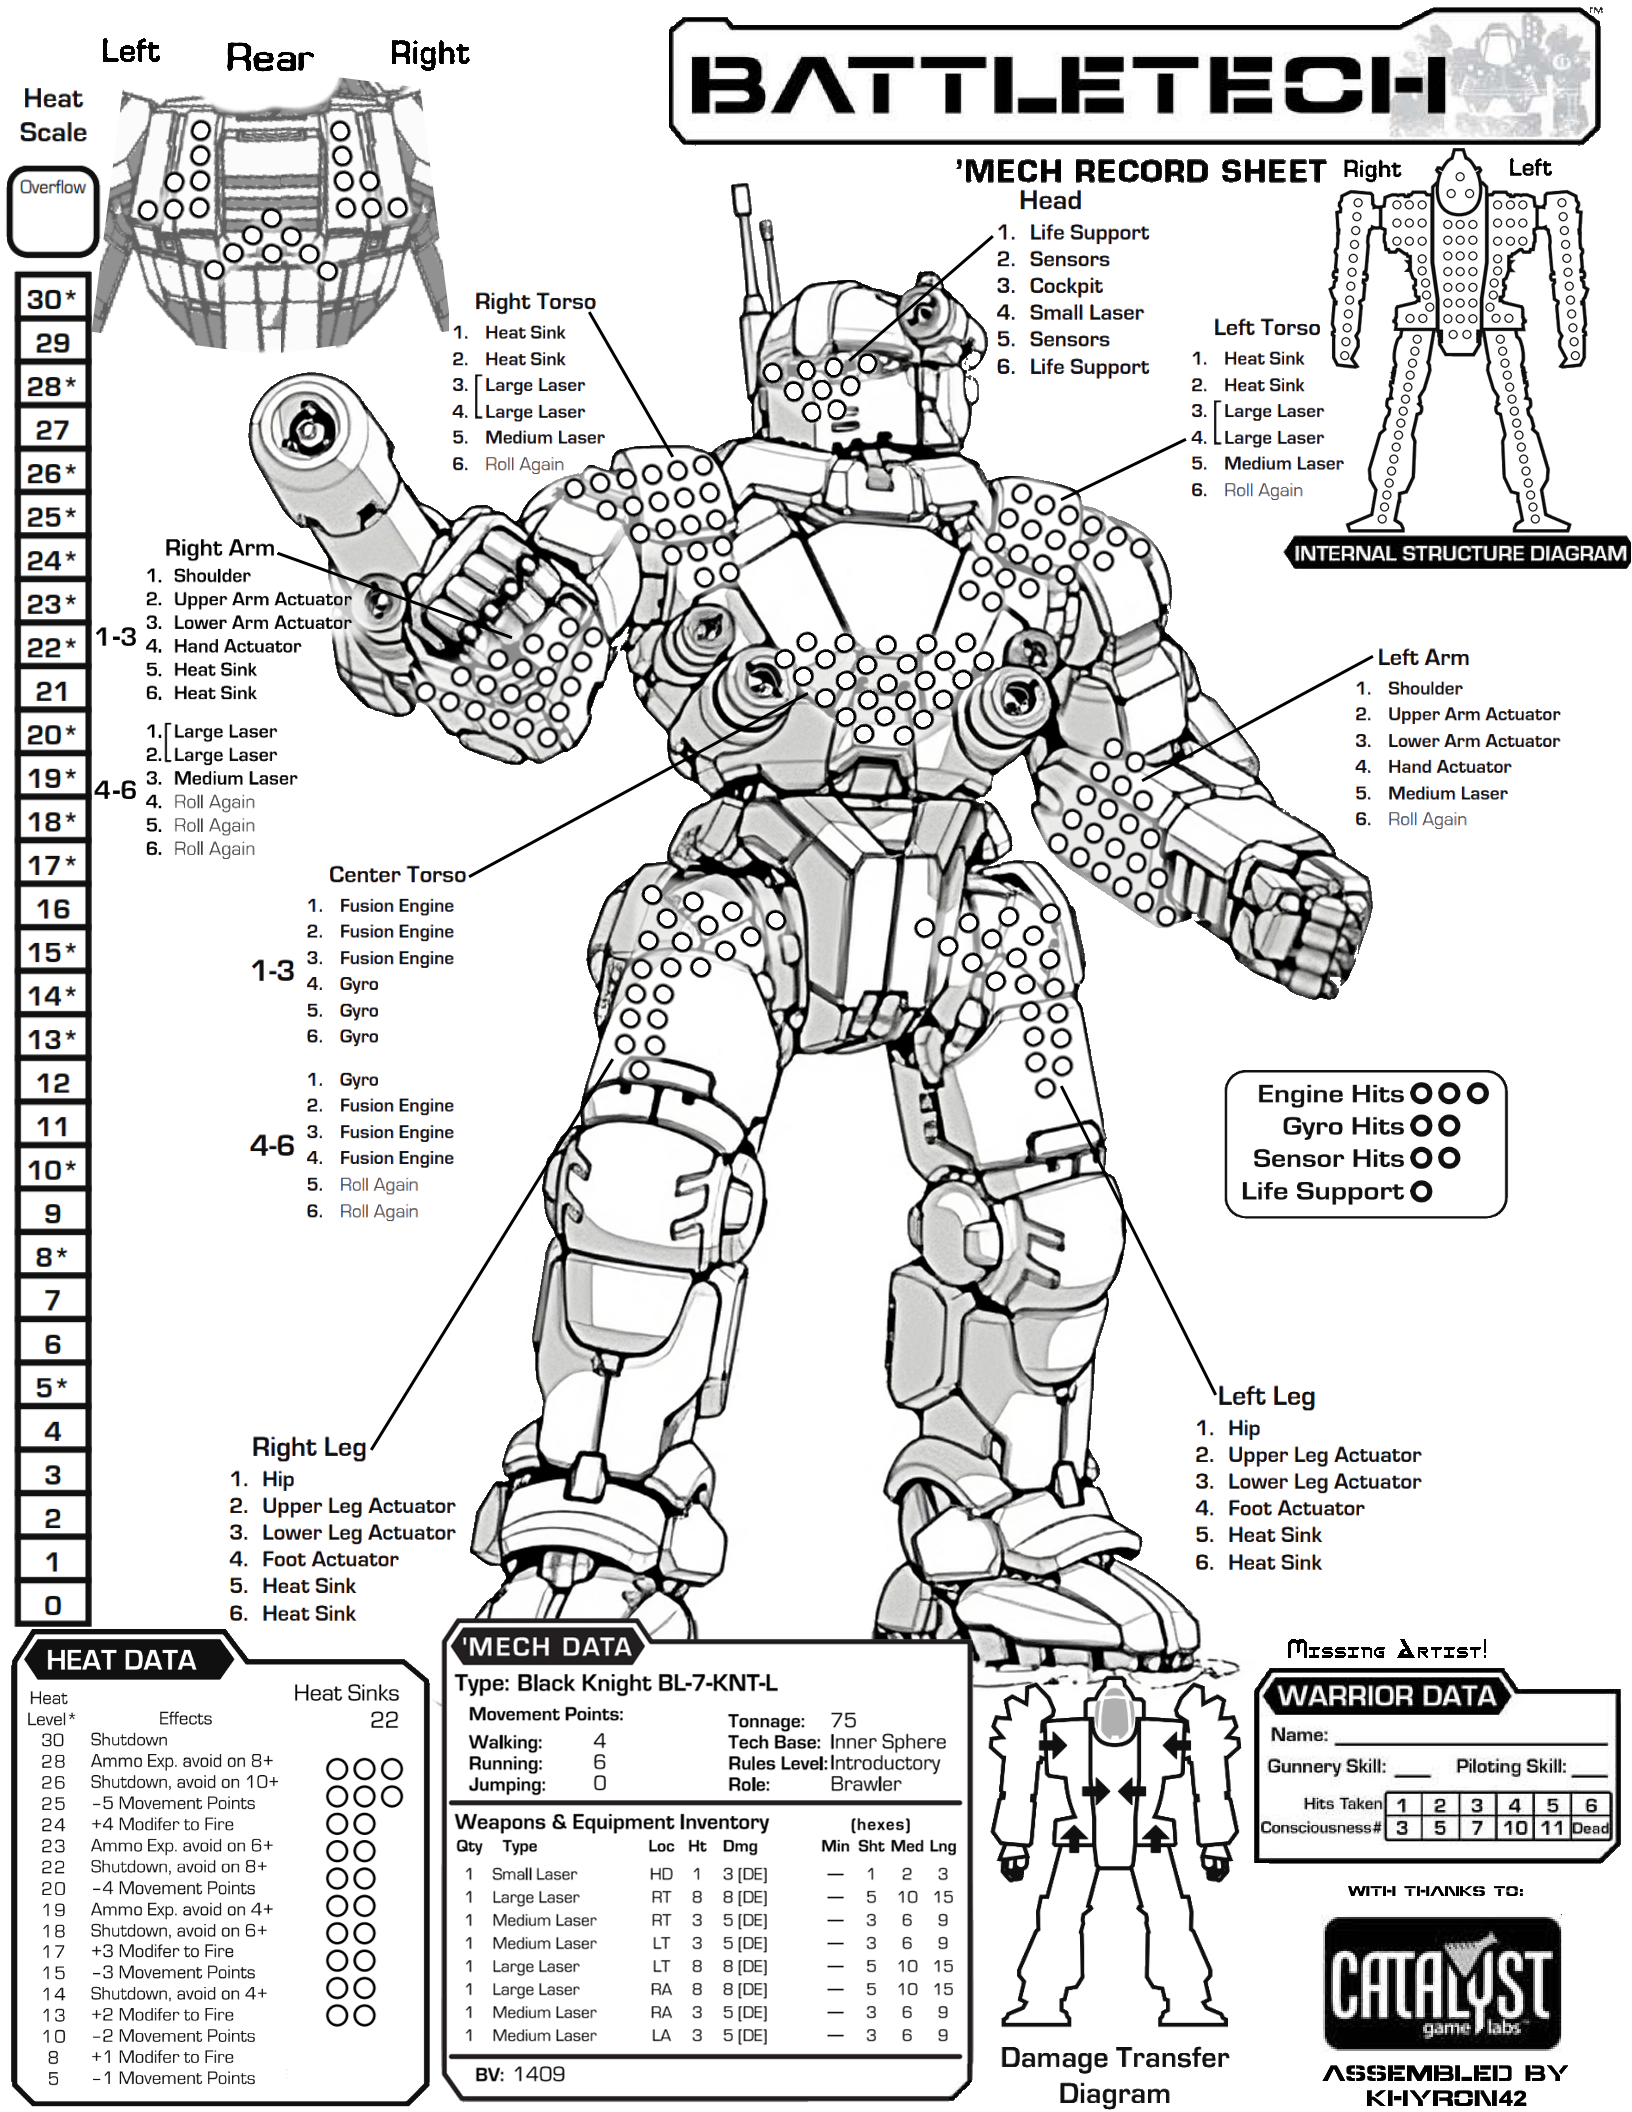 Left Rear Right
BATTLETECH
TM
'MECH RECORD SHEET
Heat
Scale
Overflow
30*
29
28*
27
26*
25*
24*
23*
22*
21
20*
19*
18*
17*
16
15*
14*
13*
12
11
10*
9
8*
7
6
5*
4
3
2
1
0
Head
1. Life Support
2. Sensors
3. Cockpit
4. Small Laser
5. Sensors
6. Life Support
Right Left
INTERNAL STRUCTURE DIAGRAM
Right Torso
1. Heat Sink
2. Heat Sink
3. Large Laser
4. Large Laser
5. Medium Laser
6. Roll Again
Left Torso
1. Heat Sink
2. Heat Sink
3. Large Laser
4. Large Laser
5. Medium Laser
6. Roll Again
Right Arm
1-3
1. Shoulder
2. Upper Arm Actuator
3. Lower Arm Actuator
4. Hand Actuator
5. Heat Sink
6. Heat Sink
4-6
1. Large Laser
2. Large Laser
3. Medium Laser
4. Roll Again
5. Roll Again
6. Roll Again
Left Arm
1. Shoulder
2. Upper Arm Actuator
3. Lower Arm Actuator
4. Hand Actuator
5. Medium Laser
6. Roll Again
Center Torso
1-3
1. Fusion Engine
2. Fusion Engine
3. Fusion Engine
4. Gyro
5. Gyro
6. Gyro
4-6
1. Gyro
2. Fusion Engine
3. Fusion Engine
4. Fusion Engine
5. Roll Again
6. Roll Again
Engine Hits
Gyro Hits
Sensor Hits
Life Support
Right Leg
1. Hip
2. Upper Leg Actuator
3. Lower Leg Actuator
4. Foot Actuator
5. Heat Sink
6. Heat Sink
Left Leg
1. Hip
2. Upper Leg Actuator
3. Lower Leg Actuator
4. Foot Actuator
5. Heat Sink
6. Heat Sink
HEAT DATA
Heat Sinks
22
Heat
Level* Effects
30 Shutdown
28 Ammo Exp. avoid on 8+
26 Shutdown, avoid on 10+
25 -5 Movement Points
24 +4 Modifer to Fire
23 Ammo Exp. avoid on 6+
22 Shutdown, avoid on 8+
20 -4 Movement Points
19 Ammo Exp. avoid on 4+
18 Shutdown, avoid on 6+
17 +3 Modifer to Fire
15 -3 Movement Points
14 Shutdown, avoid on 4+
13 +2 Modifer to Fire
10 -2 Movement Points
8 +1 Modifer to Fire
5 -1 Movement Points
'MECH DATA
Type: Black Knight BL-7-KNT-L
Movement Points:
Walking: 4
Running: 6
Jumping: 0
Tonnage: 75
Tech Base: Inner Sphere
Rules Level: Introductory
Role: Brawler
Weapons & Equipment Inventory (hexes)
Qty Type Loc Ht Dmg Min Sht Med Lng
1 Small Laser HD 1 3 [DE] — 1 2 3
1 Large Laser RT 8 8 [DE] — 5 10 15
1 Medium Laser RT 3 5 [DE] — 3 6 9
1 Medium Laser LT 3 5 [DE] — 3 6 9
1 Large Laser LT 8 8 [DE] — 5 10 15
1 Large Laser RA 8 8 [DE] — 5 10 15
1 Medium Laser RA 3 5 [DE] — 3 6 9
1 Medium Laser LA 3 5 [DE] — 3 6 9
BV: 1409
Damage Transfer
Diagram
Missing Artist!
WARRIOR DATA
Name:
Gunnery Skill: Piloting Skill:
Hits Taken 1 2 3 4 5 6
Consciousness# 3 5 7 10 11 Dead
WITH THANKS TO:
CATALYST
game labs
ASSEMBLED BY
KHYRON42